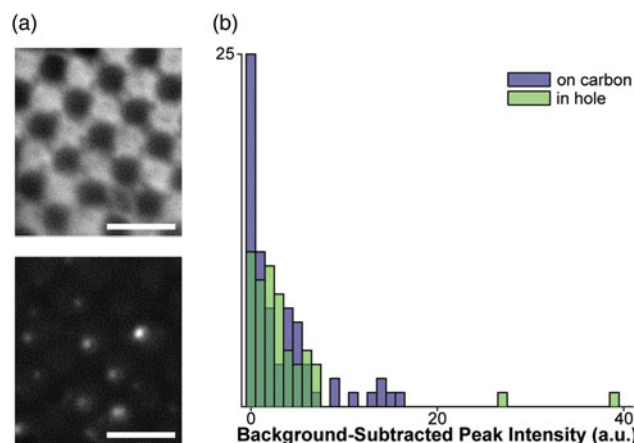 (a)
(b)
25
on carbon
in hole
0
20
40
Background-Subtracted Peak Intensity (a.u.)